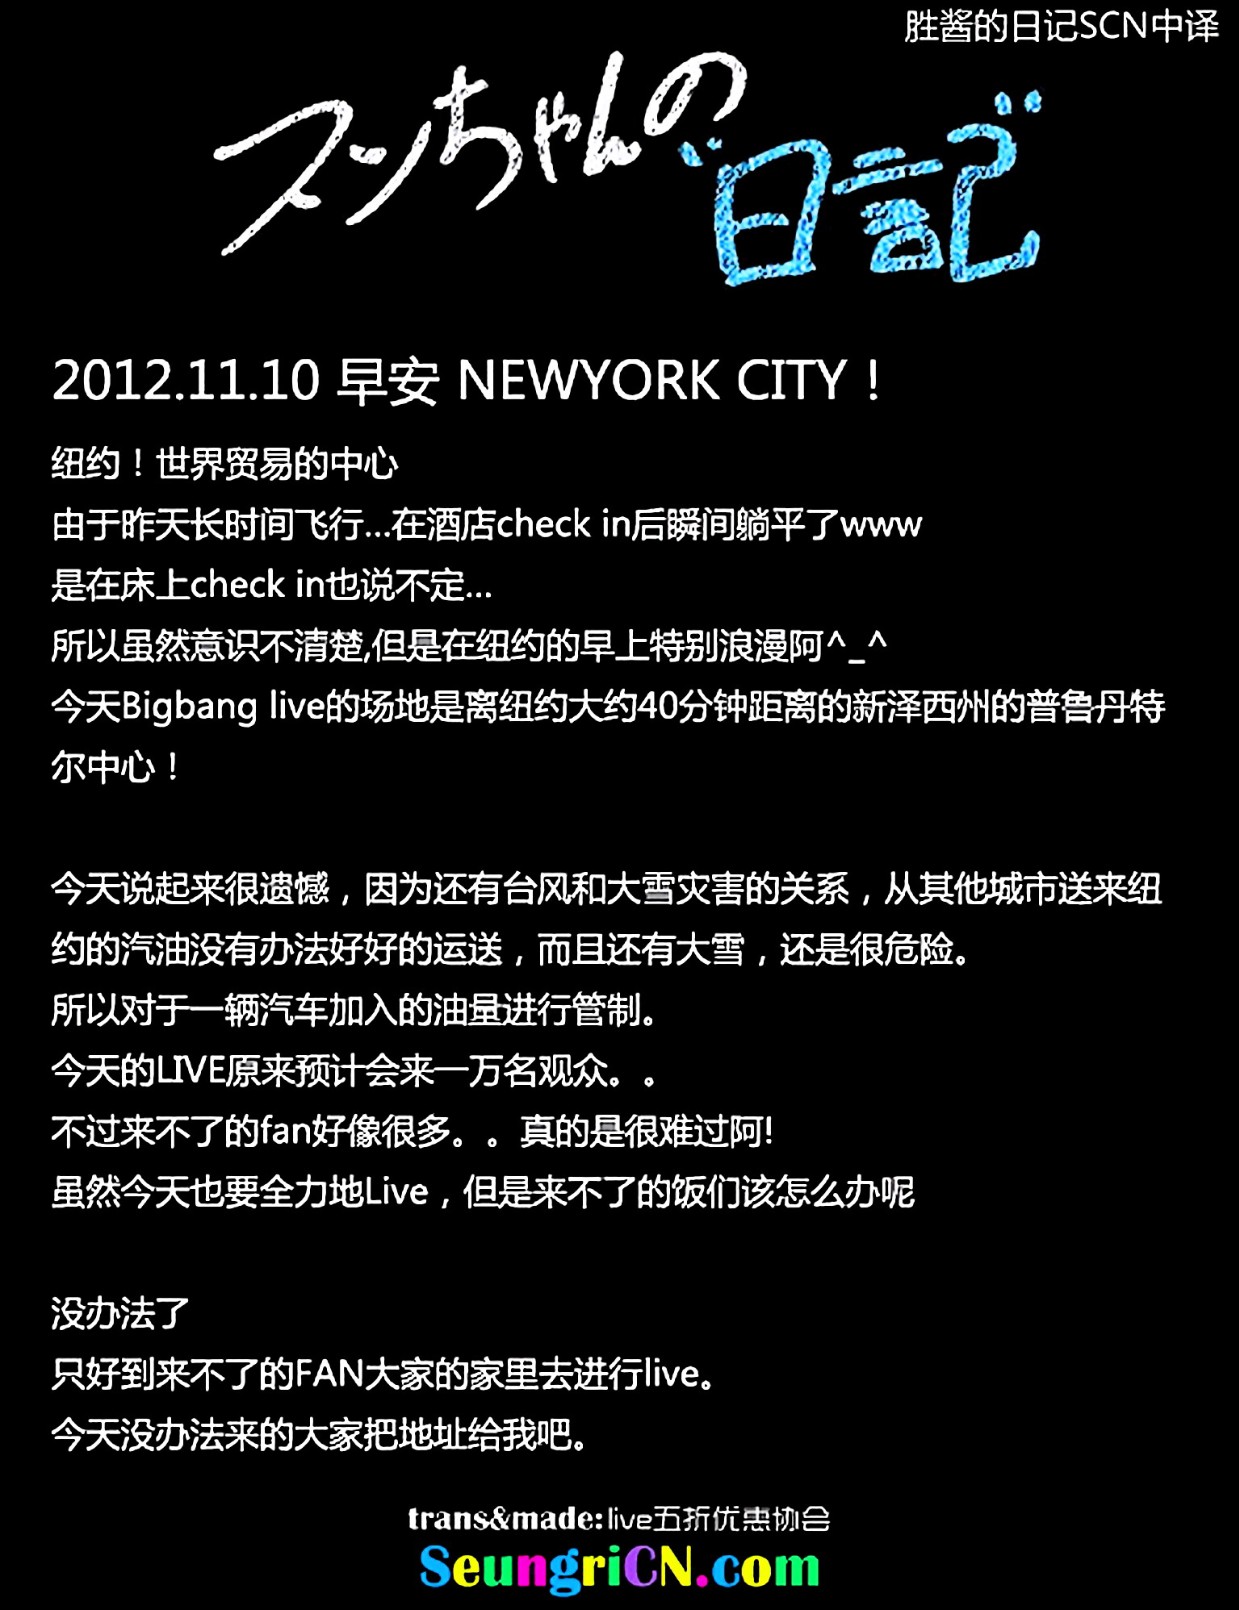 胜酱的日记SCN中译
スンちゃんの
日記
2012.11.10 早安 NEWYORK CITY！
纽约！世界贸易的中心
由于昨天长时间飞行...在酒店check in后瞬间躺平了www
是在床上check in也说不定...
所以虽然意识不清楚,但是在纽约的早上特别浪漫阿^_^
今天Bigbang live的场地是离纽约大约40分钟距离的新泽西州的普鲁丹特
尔中心！
今天说起来很遗憾，因为还有台风和大雪灾害的关系，从其他城市送来纽
约的汽油没有办法好好的运送，而且还有大雪，还是很危险。
所以对于一辆汽车加入的油量进行管制。
今天的LIVE原来预计会来一万名观众。。
不过来不了的fan好像很多。。真的是很难过阿!
虽然今天也要全力地Live，但是来不了的饭们该怎么办呢
没办法了
只好到来不了的FAN大家的家里去进行live。
今天没办法来的大家把地址给我吧。
trans&made:live五折优惠协会
SeungriCN.com